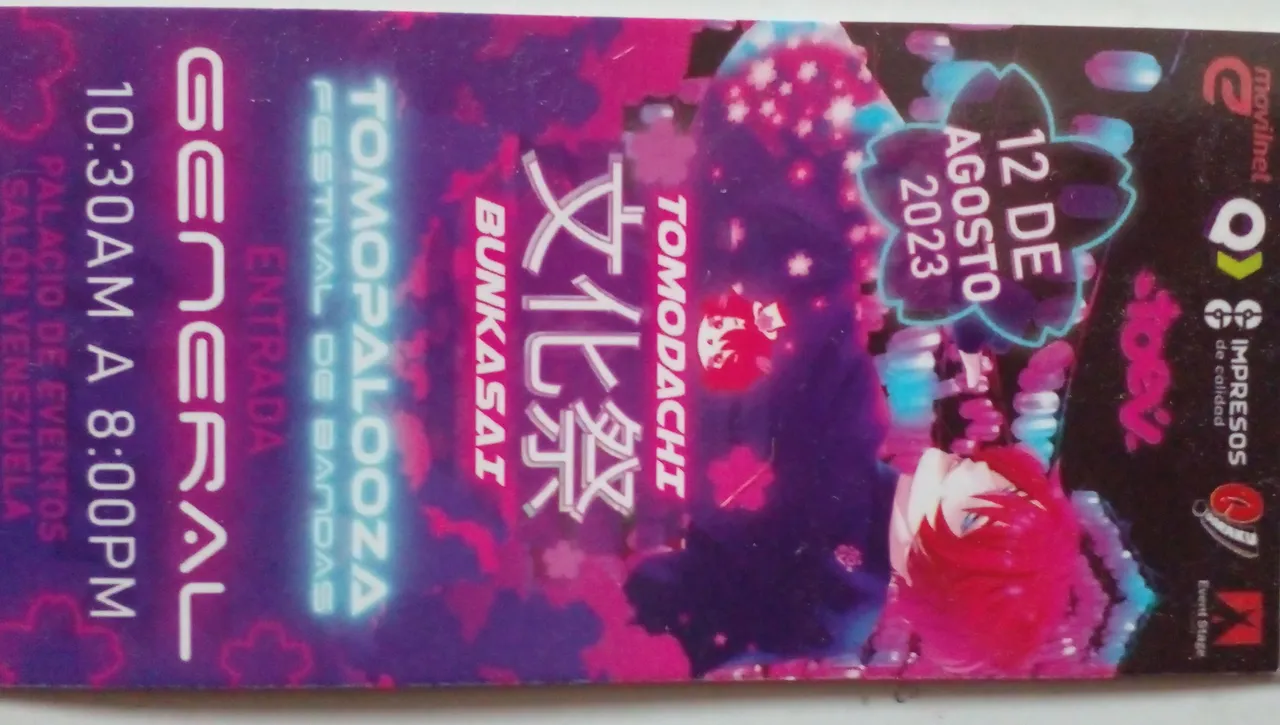 movilnet
IMPRESOS
de calidad
Event Stage
12 DE
AGOSTO
2023
TOMODACHI
文化祭
BUNKASAI
TOMOPALOOZA
FESTIVAL DE BANDAS
ENTRADA
GENERAL
10:30AM A 8:00PM
PALACIO DE EVENTOS
SALON VENEZUELA